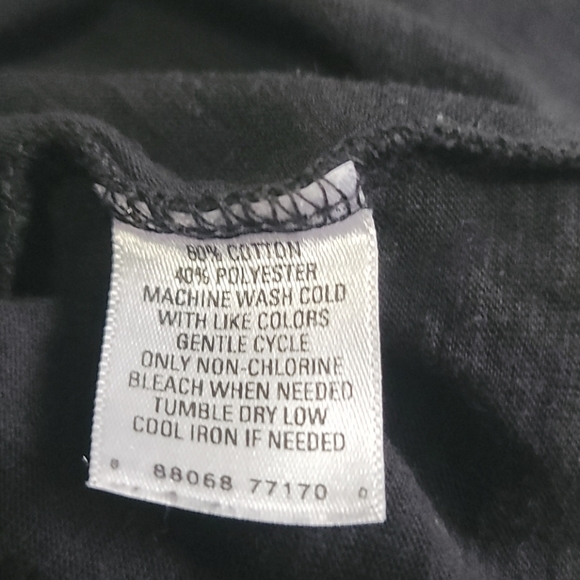 60% COTTON
40% POLYESTER
MACHINE WASH COLD
WITH LIKE COLORS
GENTLE CYCLE
ONLY NON-CHLORINE
BLEACH WHEN NEEDED
TUMBLE DRY LOW
COOL IRON IF NEEDED
88068 77170